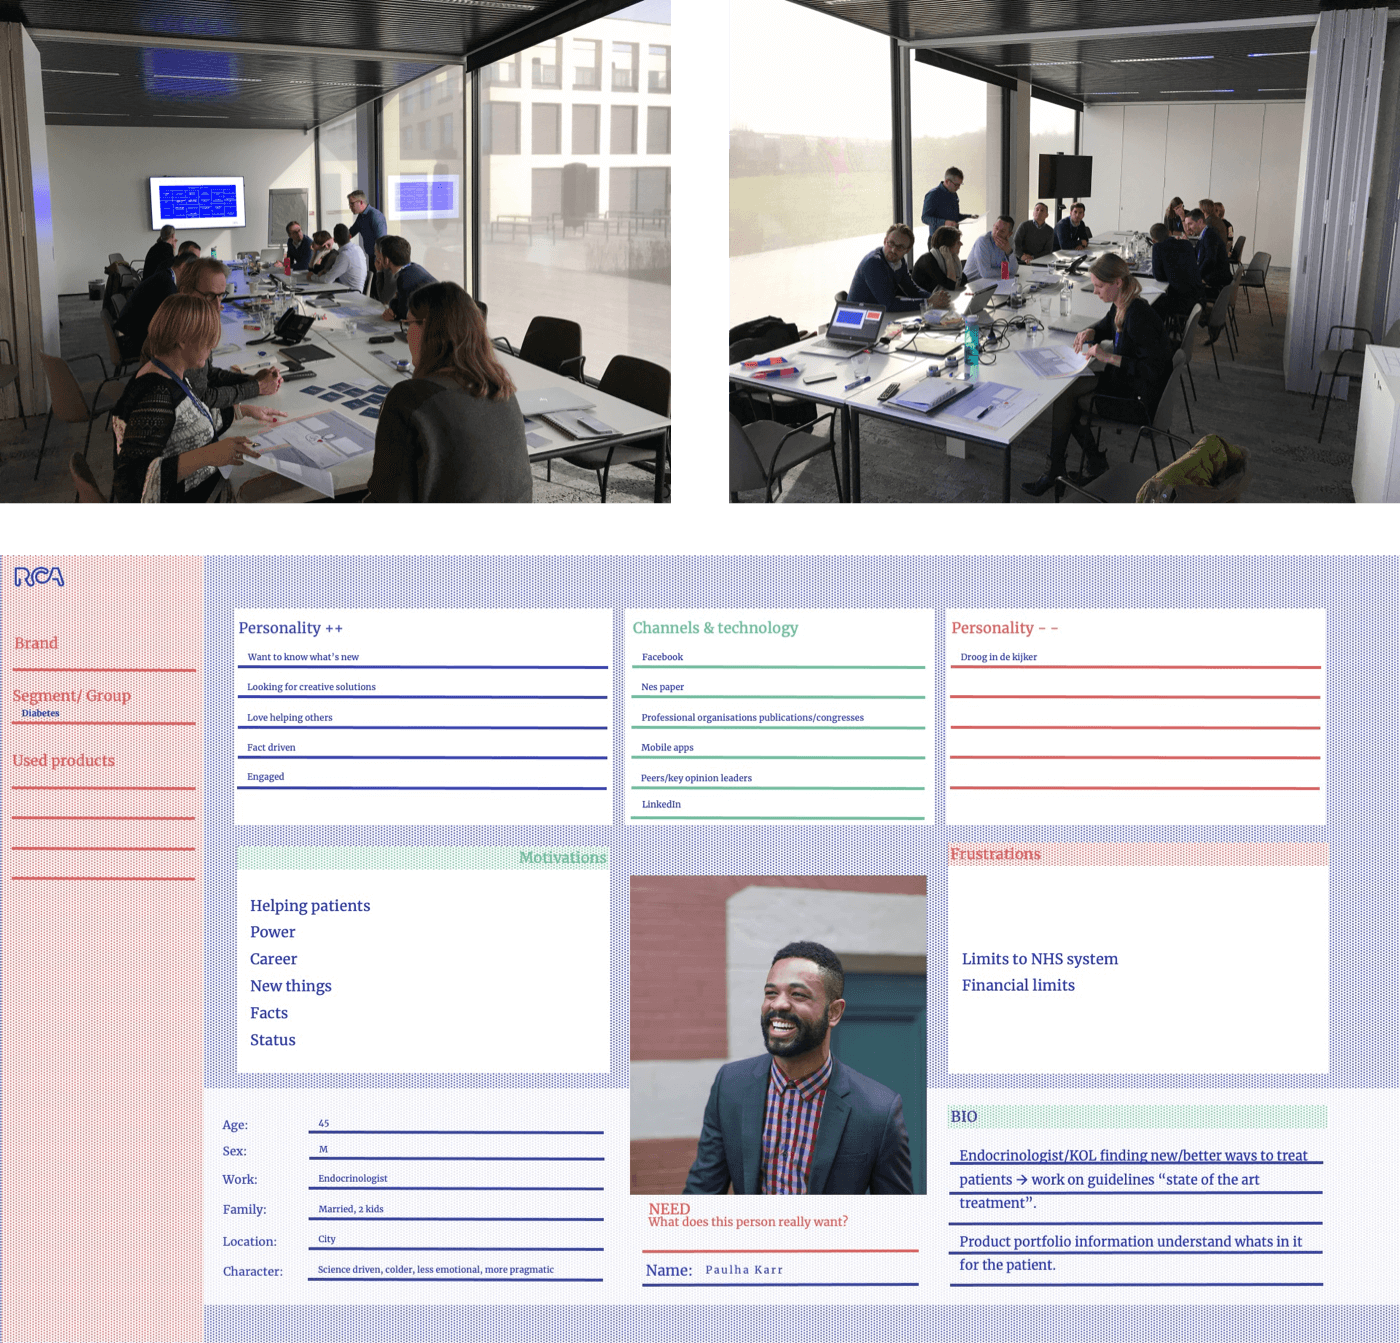 RCA
Brand
Segment/ Group
Diabetes
Used products
Personality ++
Want to know what's new
Looking for creative solutions
Love helping others
Fact driven
Engaged
Channels & technology
Facebook
Nes paper
Professional organisations publications/congresses
Mobile apps
Peers/key opinion leaders
LinkedIn
Personality - -
Droog in de kijker
Motivations
Helping patients
Power
Career
New things
Facts
Status
Frustrations
Limits to NHS system
Financial limits
Age: 45
Sex: M
Work: Endocrinologist
Family: Married, 2 kids
Location: City
Character: Science driven, colder, less emotional, more pragmatic
NEED
What does this person really want?
Name: Paulha Karr
BIO
Endocrinologist/KOL finding new/better ways to treat
patients → work on guidelines “state of the art
treatment”.
Product portfolio information understand whats in it
for the patient.